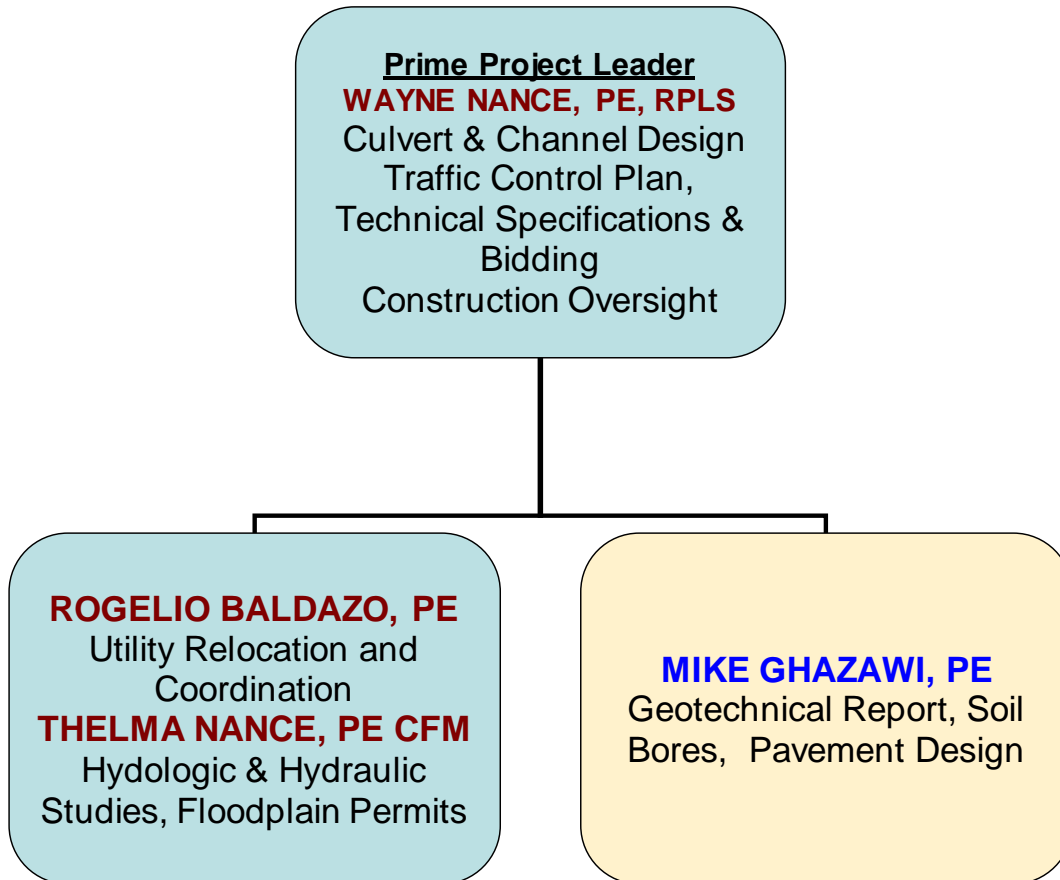 Prime Project Leader
WAYNE NANCE, PE, RPLS
Culvert & Channel Design
Traffic Control Plan,
Technical Specifications &
Bidding
Construction Oversight
ROGELIO BALDAZO, PE
Utility Relocation and
Coordination
THELMA NANCE, PE CFM
Hydologic & Hydraulic
Studies, Floodplain Permits
MIKE GHAZAWI, PE
Geotechnical Report, Soil
Bores, Pavement Design